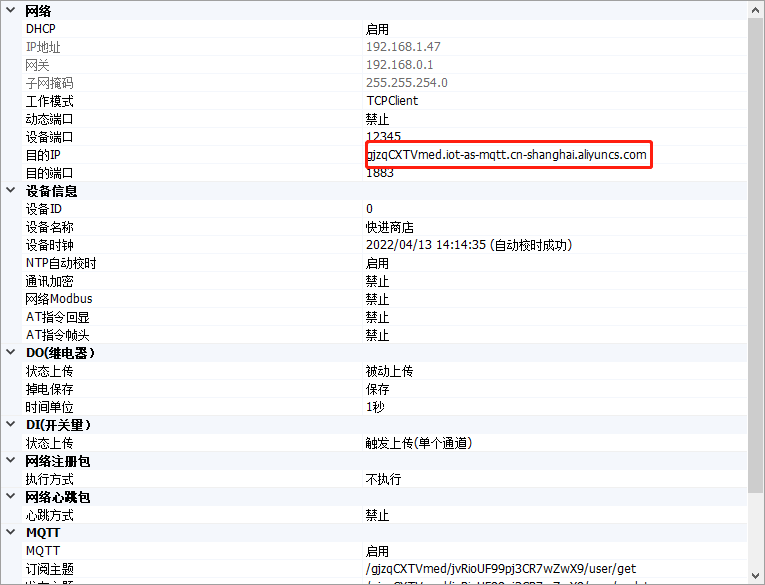 网络
DHCP 启用
IP地址 192.168.1.47
网关 192.168.0.1
子网掩码 255.255.254.0
工作模式 TCPClient
动态端口 禁止
设备端口 12345
目的IP gjzqCXTVmed.iot-as-mqtt.cn-shanghai.aliyuncs.com
目的端口 1883
设备信息
设备ID 0
设备名称 快进商店
设备时钟 2022/04/13 14:14:35 (自动校时成功)
NTP自动校时 启用
通讯加密 禁止
网络Modbus 禁止
AT指令回显 禁止
AT指令帧头 禁止
DO(继电器)
状态上传 被动上传
掉电保存 保存
时间单位 1秒
DI(开关量)
状态上传 触发上传(单个通道)
网络注册包
执行方式 不执行
网络心跳包
心跳方式 禁止
MQTT
MQTT 启用
订阅主题 /gjzqCXTVmed/jvRioUF99pj3CR7wZwX9/user/get